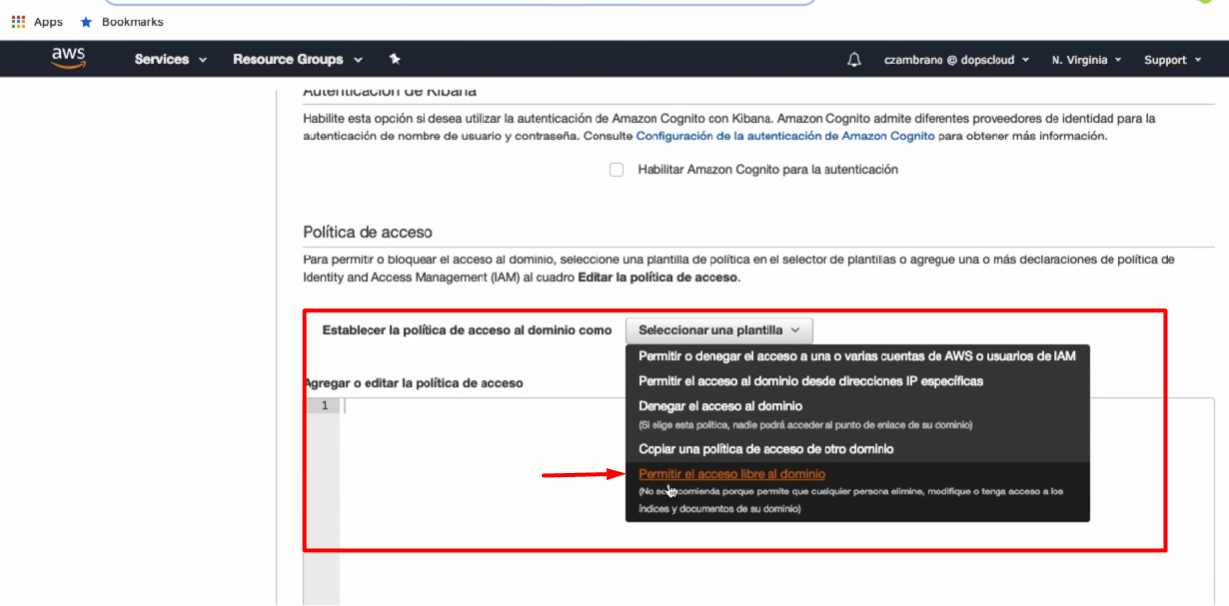 Apps Bookmarks
aws Services Resource Groups czambrano @ dopscloud N. Virginia Support
Autenticación de Kibana
Habilite esta opción si desea utilizar la autenticación de Amazon Cognito con Kibana. Amazon Cognito admite diferentes proveedores de identidad para la
autenticación de nombre de usuario y contraseña. Consulte Configuración de la autenticación de Amazon Cognito para obtener más información.
Habilitar Amazon Cognito para la autenticación
Política de acceso
Para permitir o bloquear el acceso al dominio, seleccione una plantilla de política en el selector de plantillas o agregue una o más declaraciones de política de
Identity and Access Management (IAM) al cuadro Editar la política de acceso.
Establecer la política de acceso al dominio como Seleccionar una plantilla
Permitir o denegar el acceso a una o varias cuentas de AWS o usuarios de IAM
Permitir el acceso al dominio desde direcciones IP específicas
Agregar o editar la política de acceso
1
Denegar el acceso al dominio
(Si elige esta política, nadie podrá acceder al punto de enlace de su dominio)
Copiar una política de acceso de otro dominio
Permitir el acceso libre al dominio
(No se recomienda porque permite que cualquier persona elimine, modifique o tenga acceso a los
índices y documentos de su dominio)